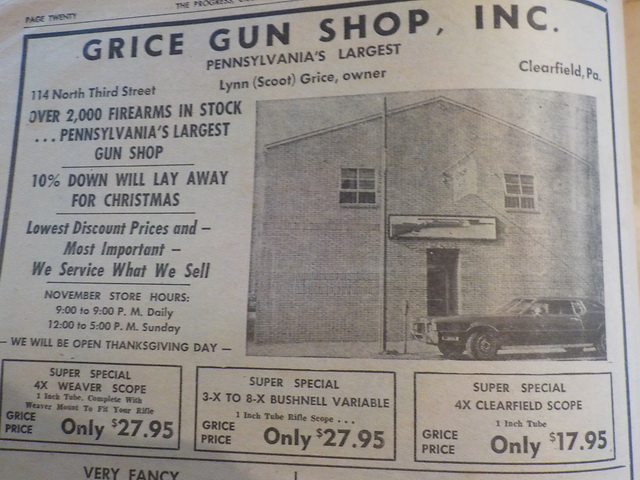 PAGE TWENTY
THE PROGRESS,
GRICE GUN SHOP, INC.
PENNSYLVANIA'S LARGEST
Lynn (Scoot) Grice, owner
114 North Third Street
Clearfield, Pa.
OVER 2,000 FIREARMS IN STOCK
... PENNSYLVANIA'S LARGEST
GUN SHOP
10% DOWN WILL LAY AWAY
FOR CHRISTMAS
Lowest Discount Prices and –
Most Important –
We Service What We Sell
NOVEMBER STORE HOURS:
9:00 to 9:00 P. M. Daily
12:00 to 5:00 P. M. Sunday
— WE WILL BE OPEN THANKSGIVING DAY —
SUPER SPECIAL
4X WEAVER SCOPE
1 Inch Tube, Complete With
Weaver Mount To Fit Your Rifle
GRICE PRICE Only $27.95
SUPER SPECIAL
3-X TO 8-X BUSHNELL VARIABLE
1 Inch Tube Rifle Scope . . .
GRICE PRICE Only $27.95
SUPER SPECIAL
4X CLEARFIELD SCOPE
1 Inch Tube
GRICE PRICE Only $17.95
VERY FANCY